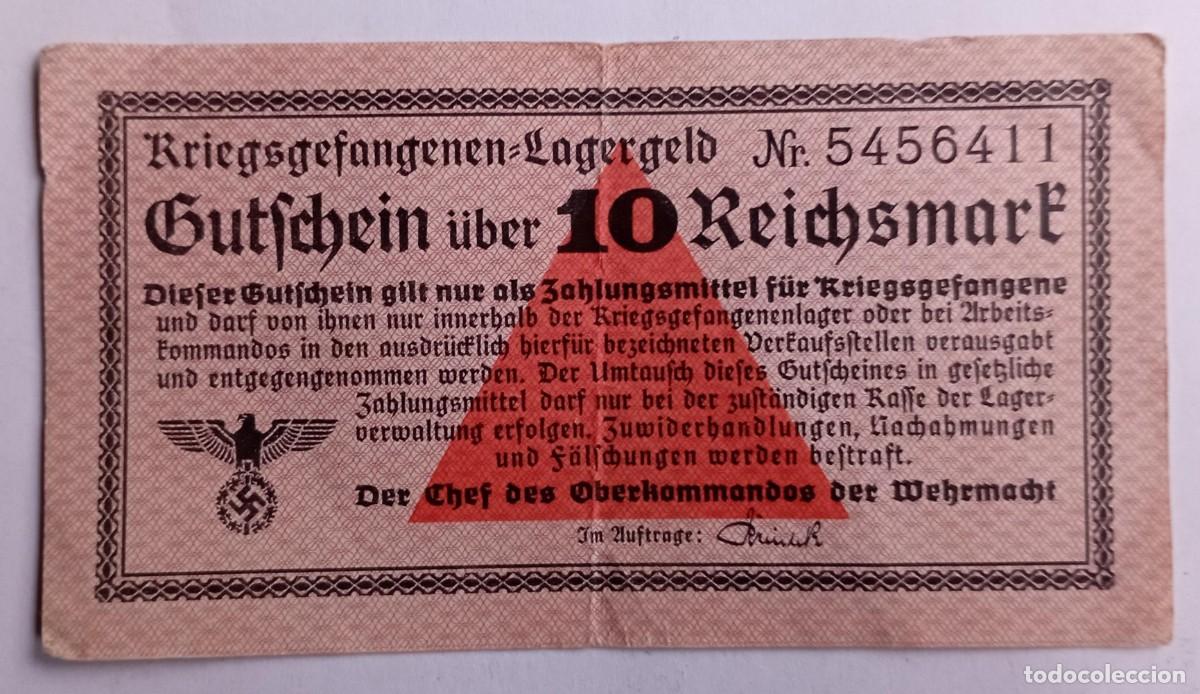 Kriegsgefangenen-Lagergeld Nr. 5456411
Gutschein über 10 Reichsmark
Dieser Gutschein gilt nur als Zahlungsmittel für Kriegsgefangene
und darf von ihnen nur innerhalb der Kriegsgefangenenlager oder bei Arbeits-
kommandos in den ausdrücklich hierfür bezeichneten Verkaufsstellen verausgabt
und entgegengenommen werden. Der Umtausch dieses Gutscheines in gesetzliche
Zahlungsmittel darf nur bei der zuständigen Kasse der Lager-
verwaltung erfolgen. Zuwiderhandlungen, Nachahmungen
und Fälschungen werden bestraft.
Der Chef des Oberkommandos der Wehrmacht
Im Auftrage:
todocoleccion